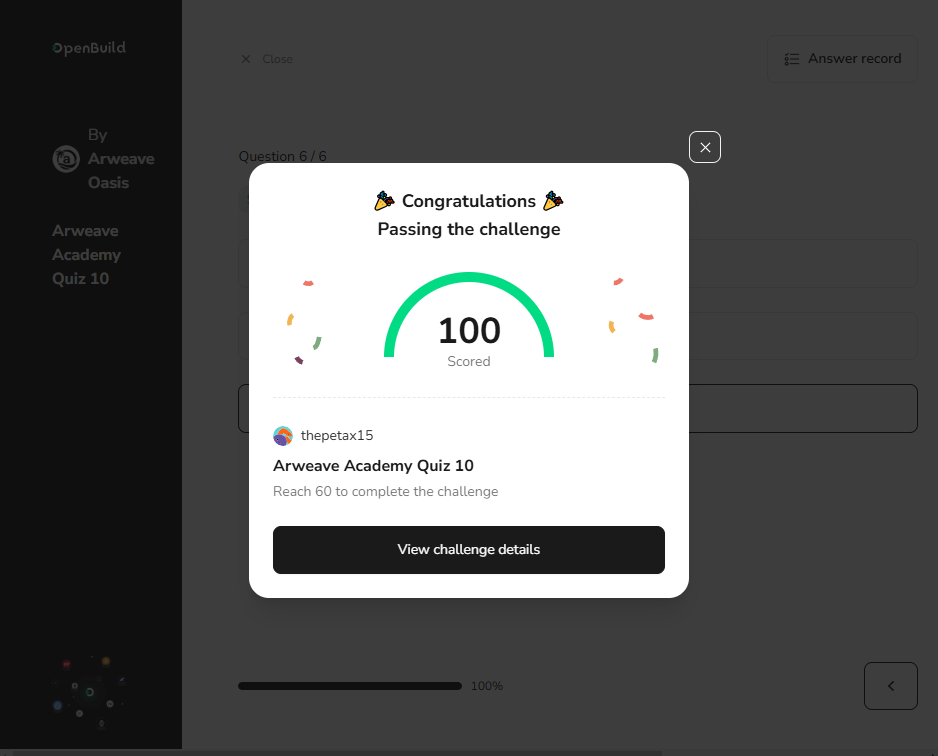 OpenBuild
Close
Answer record
By
Arweave
Oasis
Arweave
Academy
Quiz 10
Question 6 / 6
Congratulations
Passing the challenge
100
Scored
thepetax15
Arweave Academy Quiz 10
Reach 60 to complete the challenge
View challenge details
100%